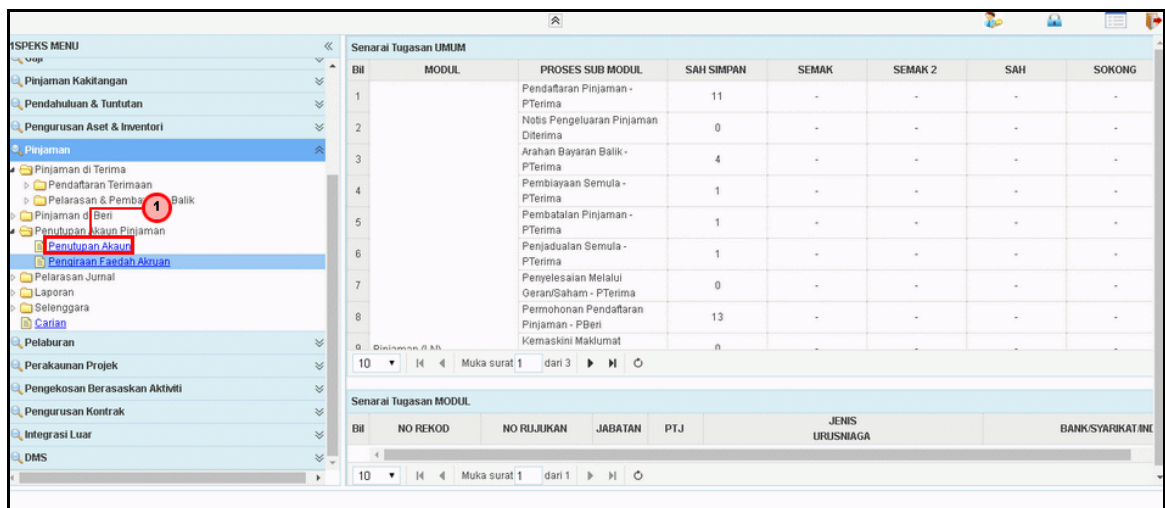 1SPEKS MENU
Pinjaman Kakitangan
Pendahuluan & Tuntutan
Pengurusan Aset & Inventori
Pinjaman
Pinjaman di Terima
Pendaftaran Terimaan
Pelarasan & Balik
Pinjaman di Beri
Penutupan Akaun Pinjaman
1
Penutupan Akaun
Pengiraan Faedah Akruan
Pelarasan Jurnal
Laporan
Selenggara
Carian
Pelaburan
Perakaunan Projek
Pengekosan Berasaskan Aktiviti
Pengurusan Kontrak
Integrasi Luar
DMS
Senarai Tugasan UMUM
Bil MODUL PROSES SUB MODUL SAH SIMPAN SEMAK SEMAK 2 SAH SOKONG
1 Pendaftaran Pinjaman - PTerima 11 - - - -
2 Notis Pengeluaran Pinjaman Diterima 0 - - - -
3 Arahan Bayaran Balik - PTerima 4 - - - -
4 Pembiayaan Semula - PTerima 1 - - - -
5 Pembatalan Pinjaman - PTerima 1 - - - -
6 Penjadualan Semula - PTerima 1 - - - -
7 Penyelesaian Melalui Geran/Saham - PTerima 0 - - - -
8 Permohonan Pendaftaran Pinjaman - PBeri 13 - - - -
9 Pinjaman (LN) Kemaskini Maklumat 0 - - - -
10 Muka surat 1 dari 3
Senarai Tugasan MODUL
Bil NO REKOD NO RUJUKAN JABATAN PTJ JENIS URUSNIAGA BANK/SYARIKAT/IND
10 Muka surat 1 dari 1